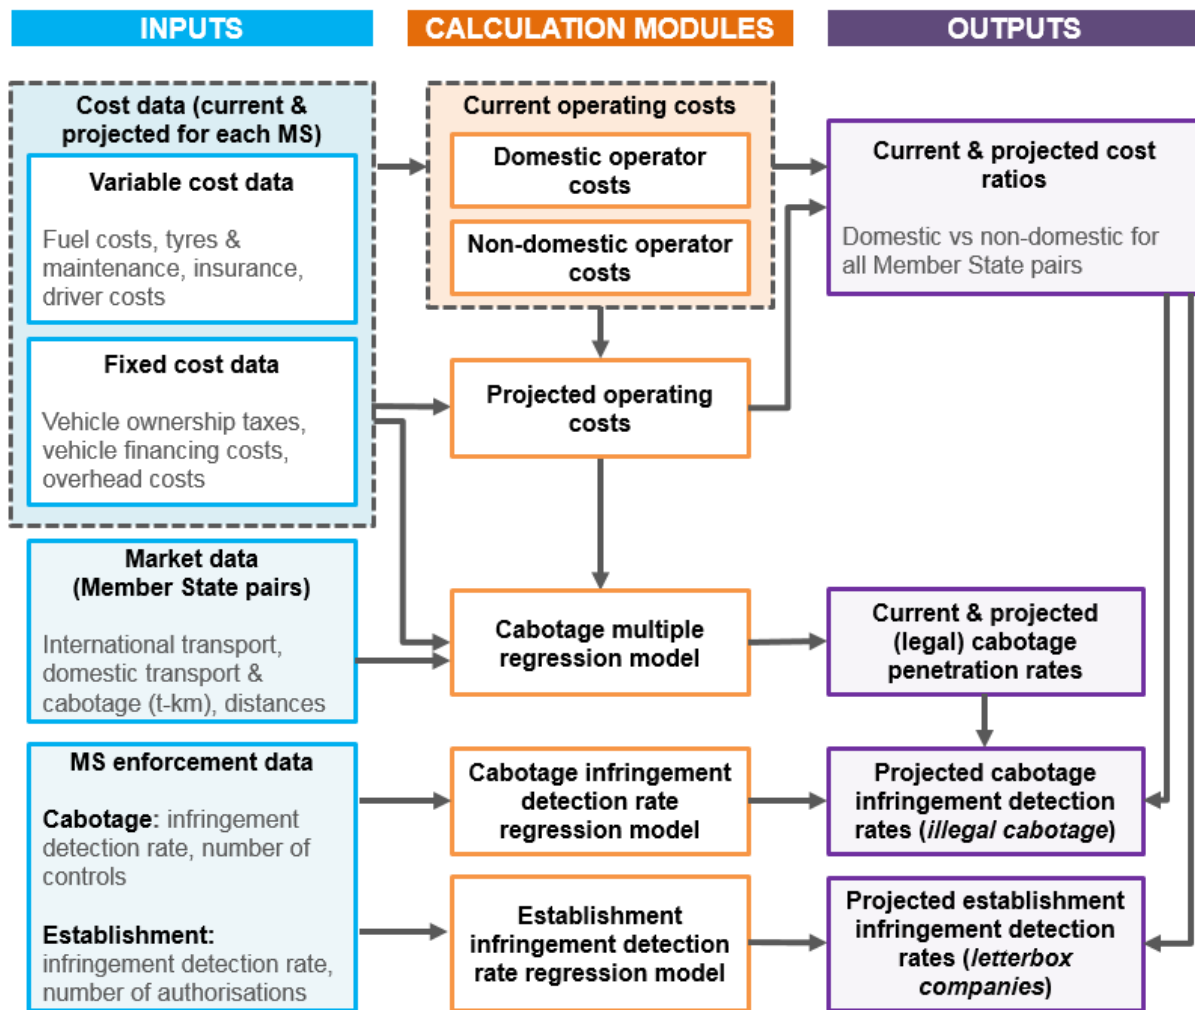 INPUTS
CALCULATION MODULES
OUTPUTS
Cost data (current &
projected for each MS)
Variable cost data
Fuel costs, tyres &
maintenance, insurance,
driver costs
Fixed cost data
Vehicle ownership taxes,
vehicle financing costs,
overhead costs
Market data
(Member State pairs)
International transport,
domestic transport &
cabotage (t-km), distances
MS enforcement data
Cabotage: infringement
detection rate, number of
controls
Establishment:
infringement detection rate,
number of authorisations
Current operating costs
Domestic operator
costs
Non-domestic operator
costs
Projected operating
costs
Cabotage multiple
regression model
Cabotage infringement
detection rate
regression model
Establishment
infringement detection
rate regression model
Current & projected cost
ratios
Domestic vs non-domestic for
all Member State pairs
Current & projected
(legal) cabotage
penetration rates
Projected cabotage
infringement detection
rates (illegal cabotage)
Projected establishment
infringement detection
rates (letterbox
companies)